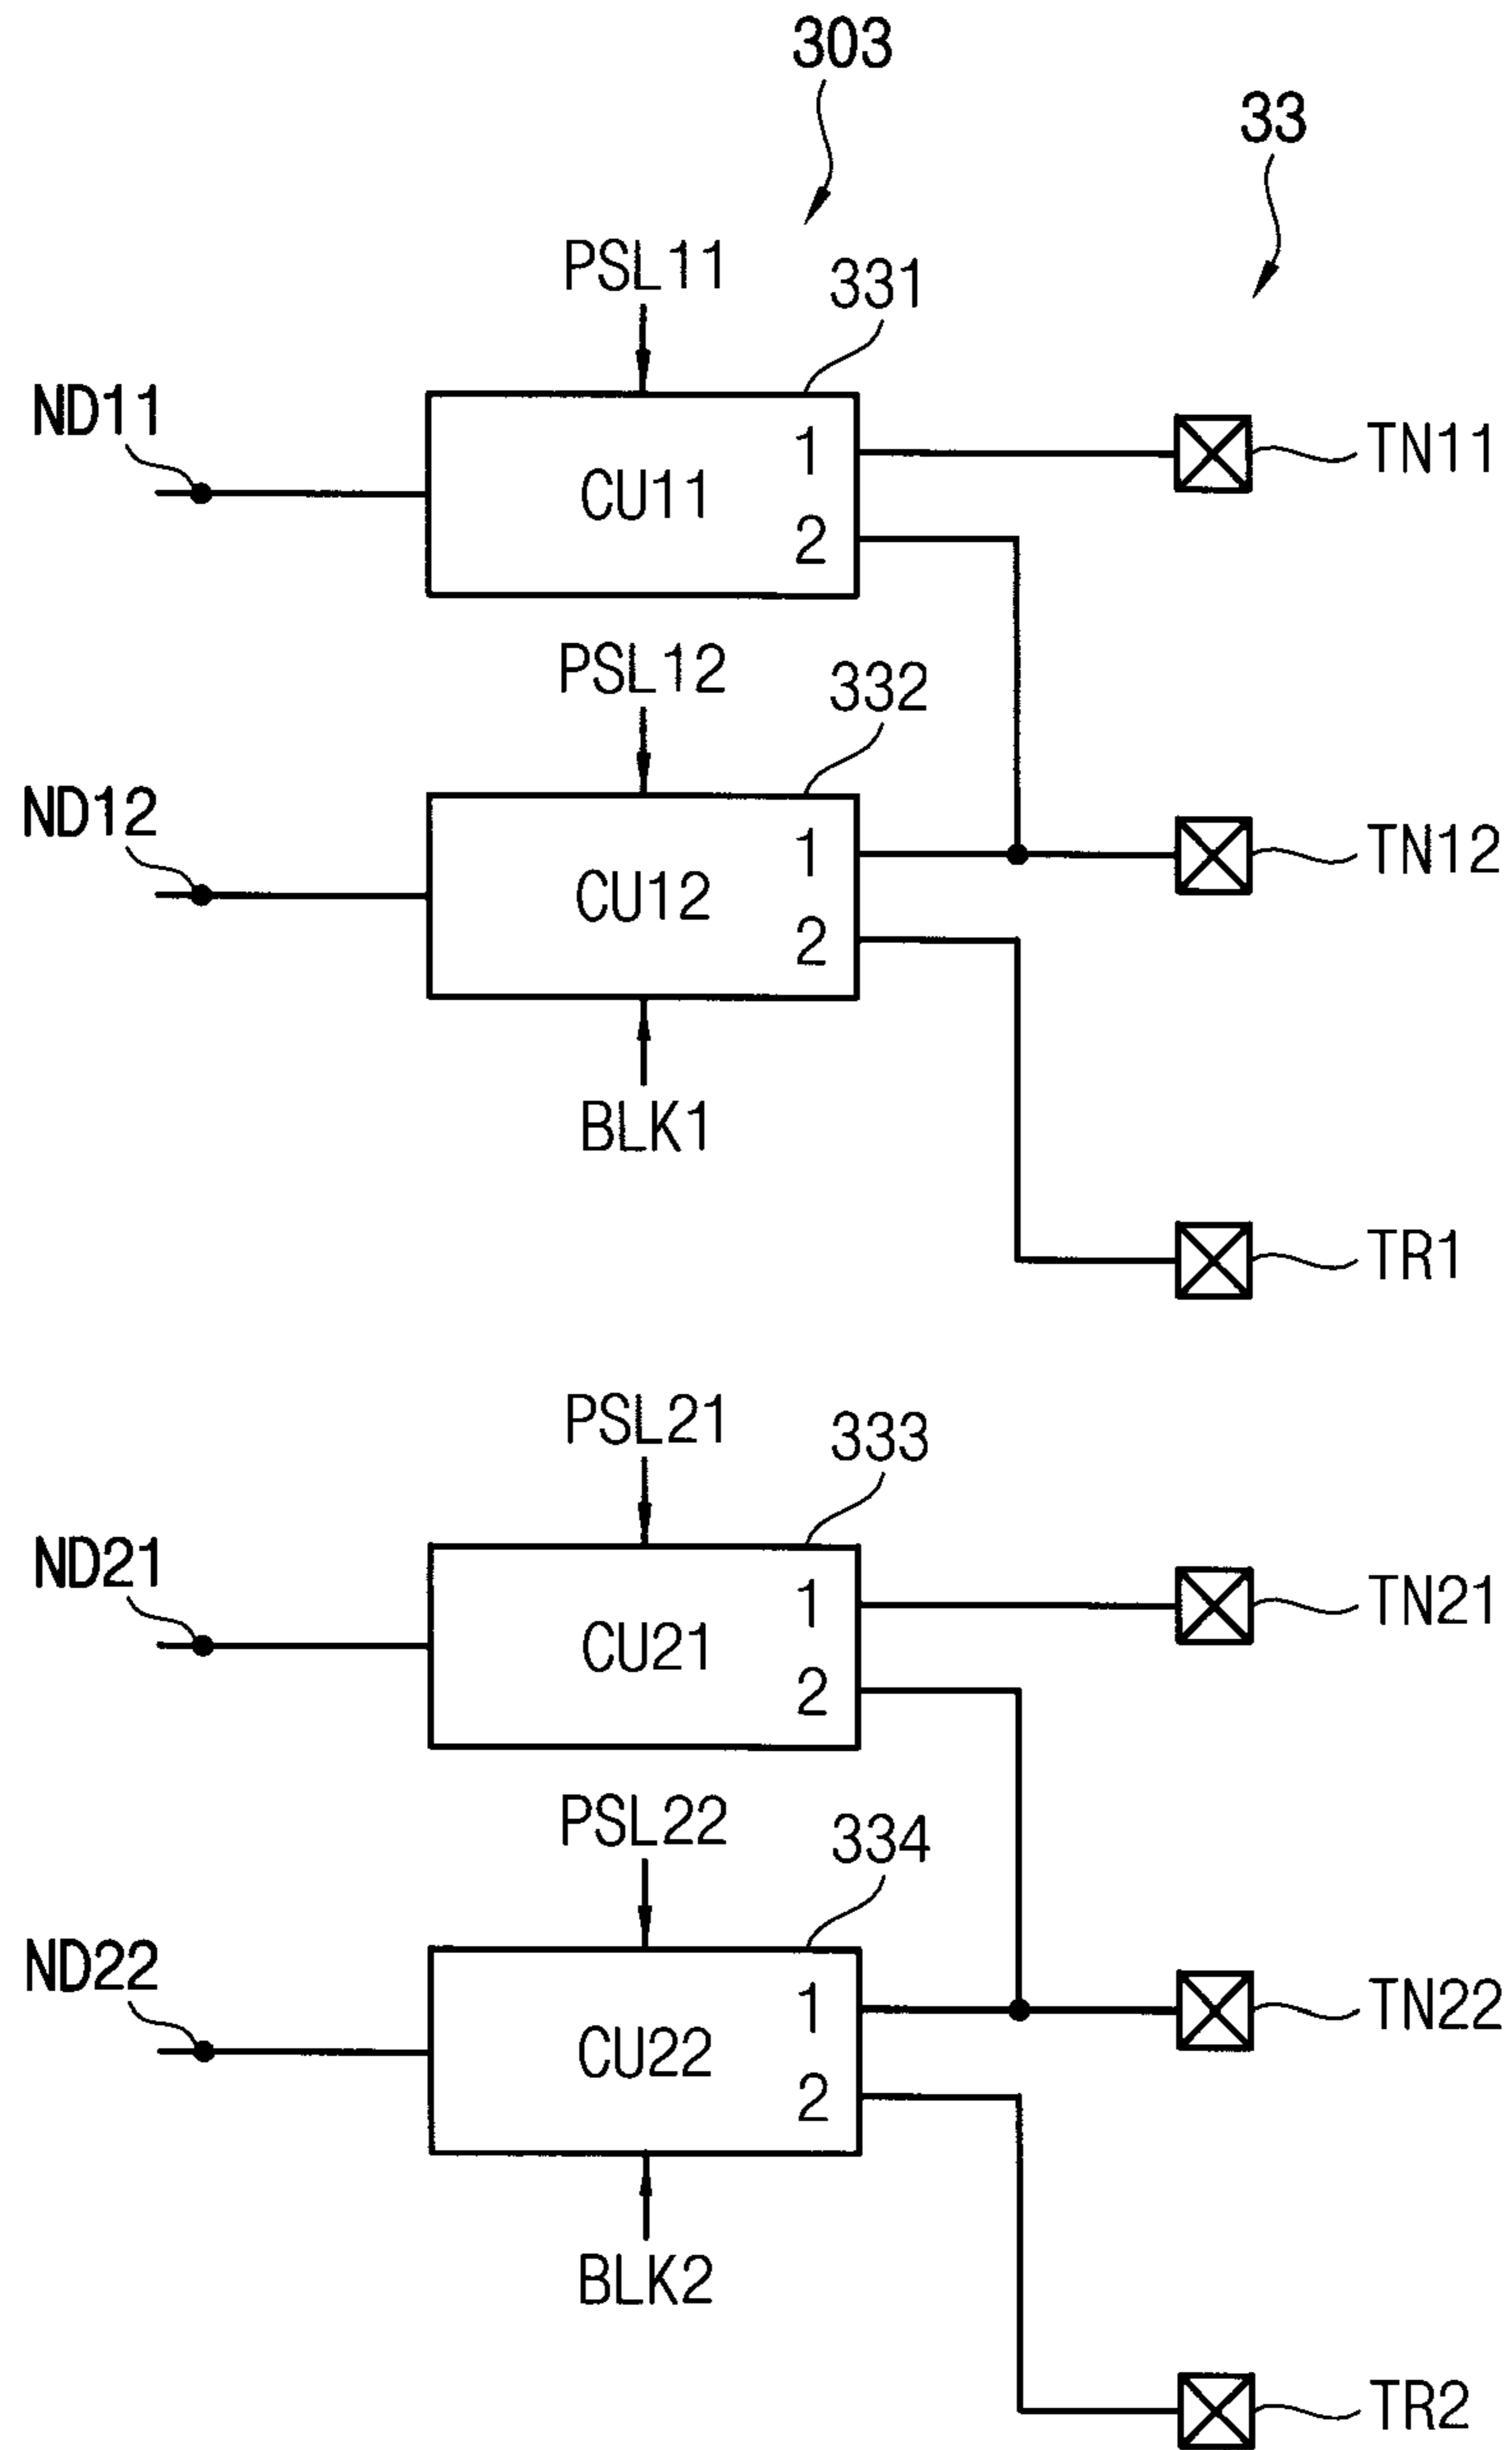 303
33
PSL11
331
ND11
CU11
1
2
TN11
PSL12
332
ND12
CU12
1
2
TN12
BLK1
TR1
PSL21
333
ND21
CU21
1
2
TN21
PSL22
334
ND22
CU22
1
2
TN22
BLK2
TR2